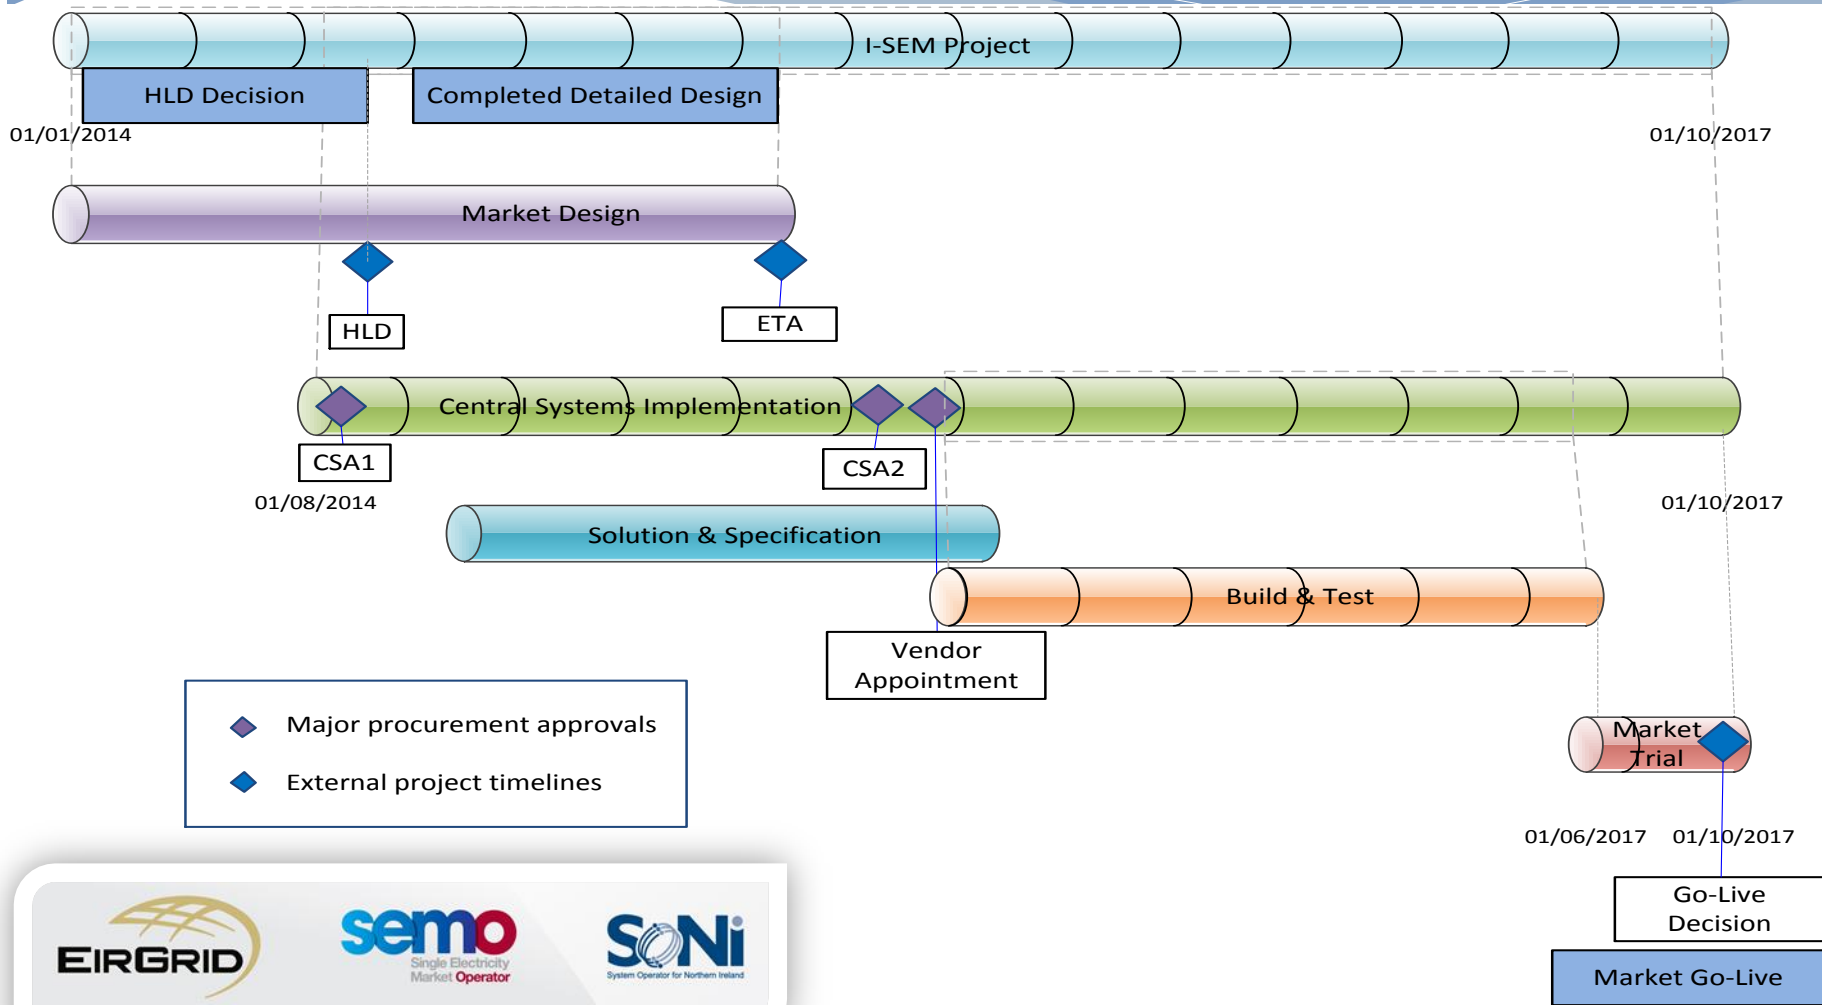 I-SEM Project
HLD Decision
Completed Detailed Design
01/01/2014
01/10/2017
Market Design
HLD
ETA
Central Systems Implementation
CSA1
CSA2
01/08/2014
01/10/2017
Solution & Specification
Build & Test
Vendor
Appointment
Major procurement approvals
External project timelines
Market
Trial
01/06/2017
01/10/2017
Go-Live
Decision
Market Go-Live
EIRGRID
semo
Single Electricity
Market Operator
SONi
System Operator for Northern Ireland